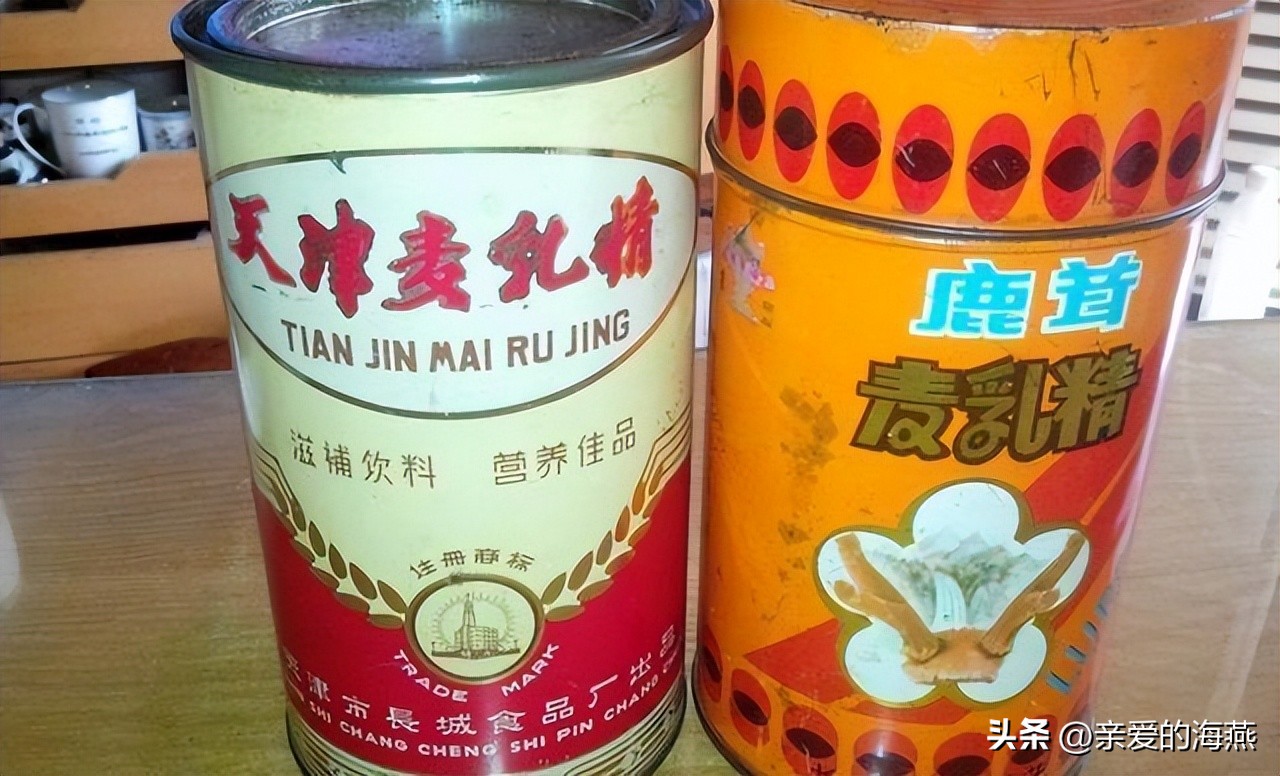 天津麦乳精
TIAN JIN MAI RU JING
滋補饮料 营养佳品
注册商标
TRADE MARK
天津市長城食品厂出品
SHI CHANG CHENG SHI PIN CHANG
鹿茸
麦乳精
头条 @亲爱的海燕